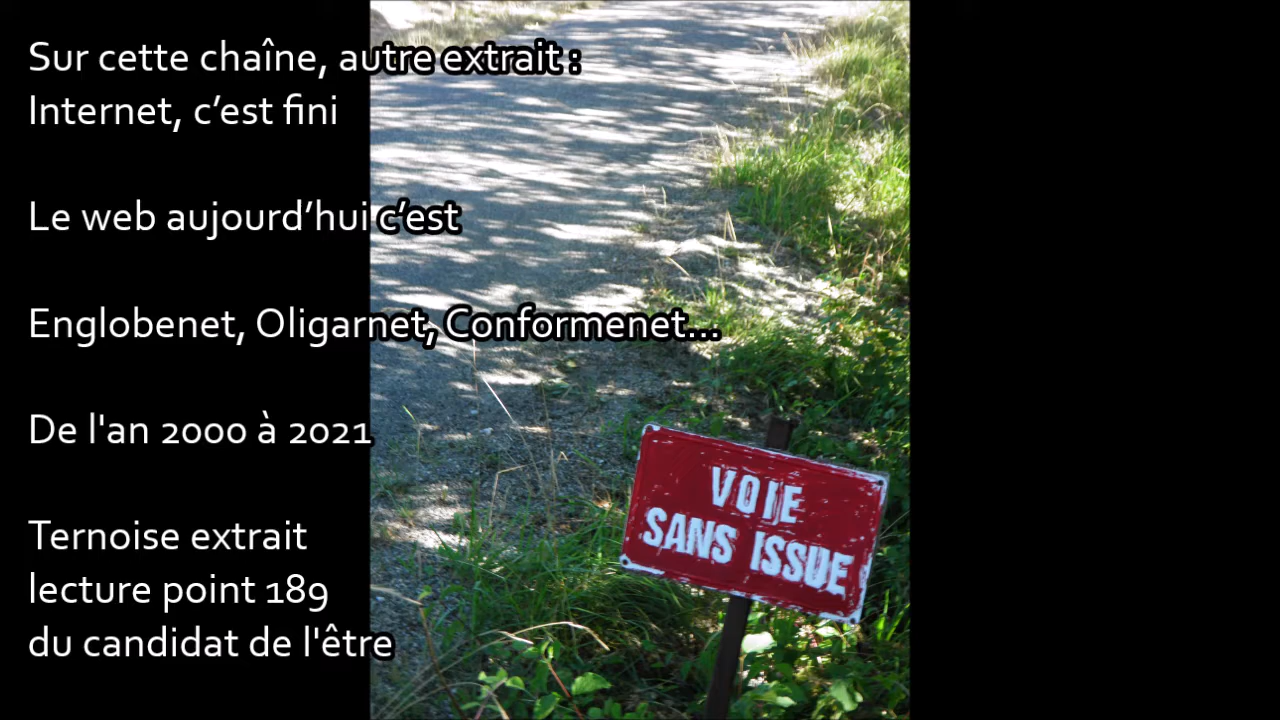 Sur cette chaîne, autre extrait :
Internet, c’est fini
Le web aujourd’hui c’est
Englobenet, Oligarnet, Conformenet...
De l'an 2000 à 2021
Ternoise extrait
lecture point 189
du candidat de l'être
VOIE
SANS ISSUE